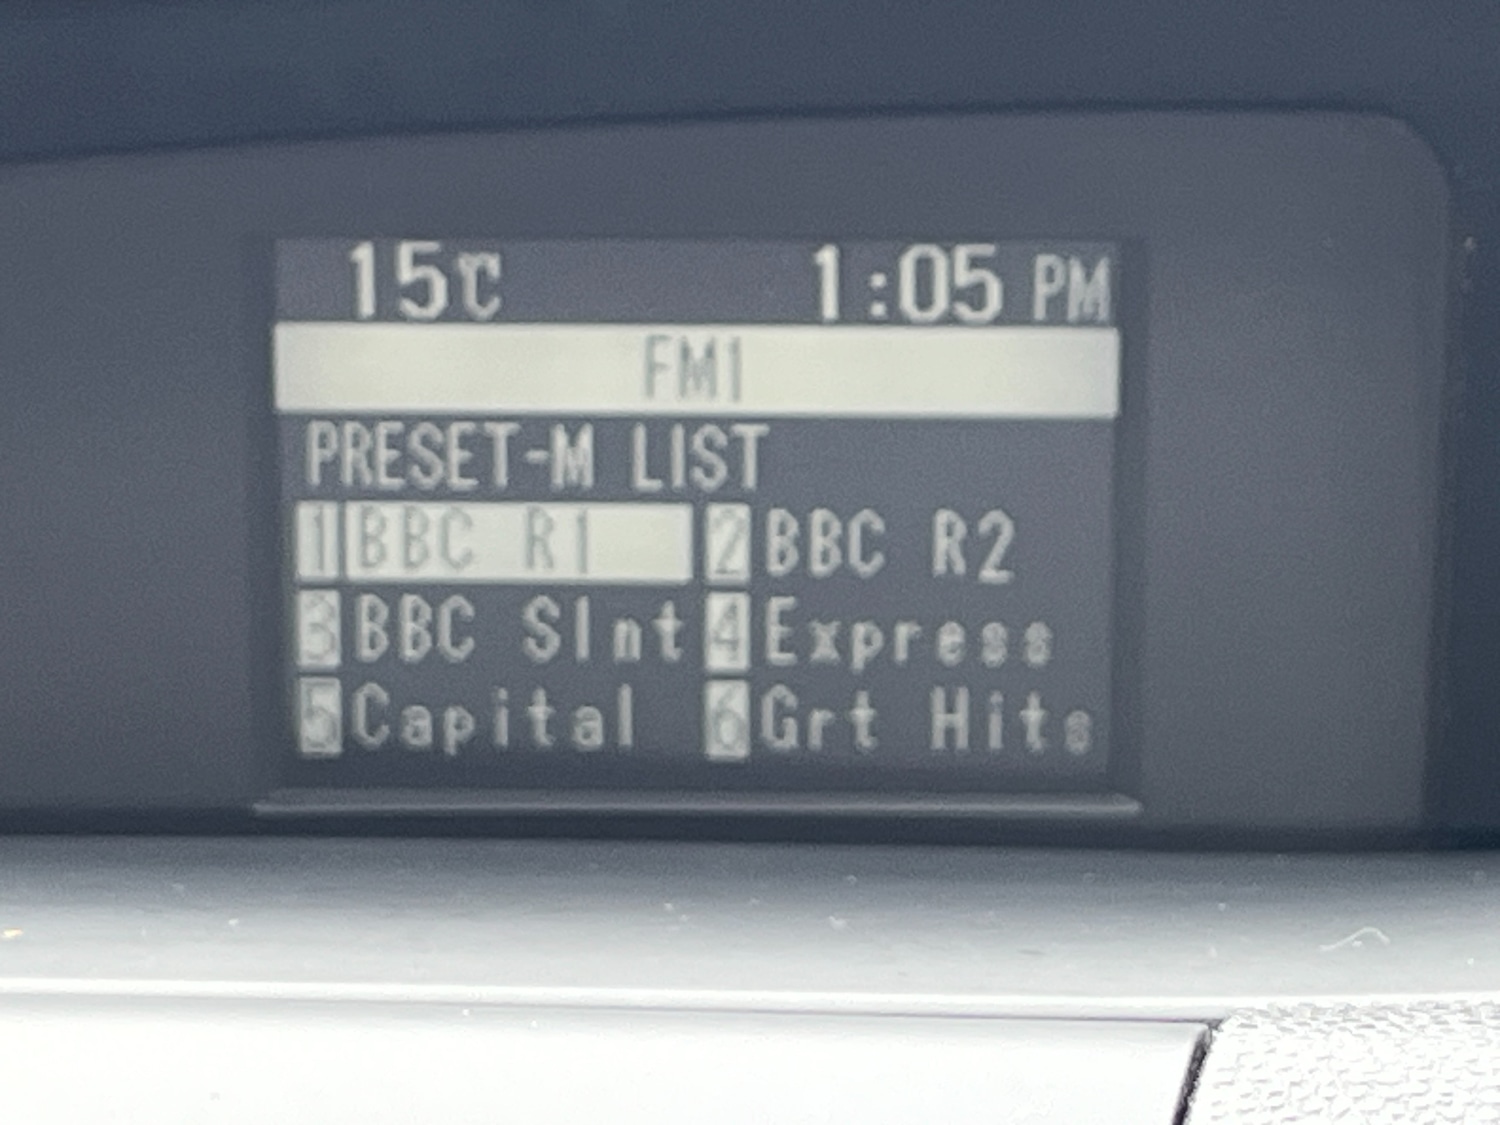 15℃ 1:05 PM
FM1
PRESET-M LIST
1 BBC R1 2 BBC R2
3 BBC Slnt 4 Express
5 Capital 6 Grt Hits